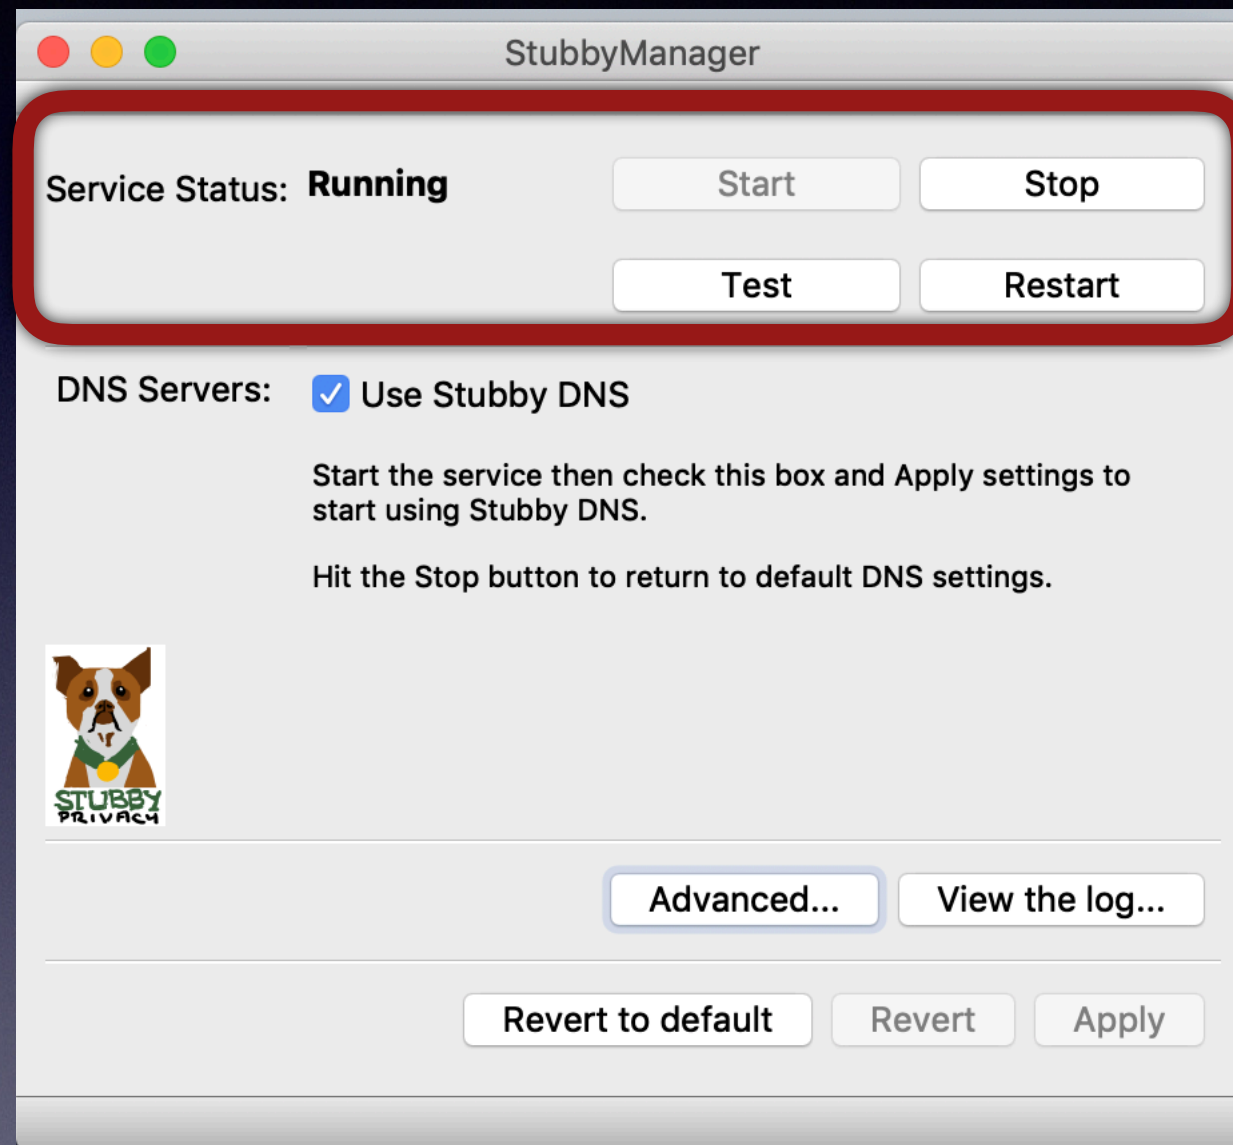 StubbyManager
Service Status: Running Start Stop
Test Restart
DNS Servers: Use Stubby DNS
Start the service then check this box and Apply settings to
start using Stubby DNS.
Hit the Stop button to return to default DNS settings.
STUBBY
PRIVACY
Advanced... View the log...
Revert to default Revert Apply